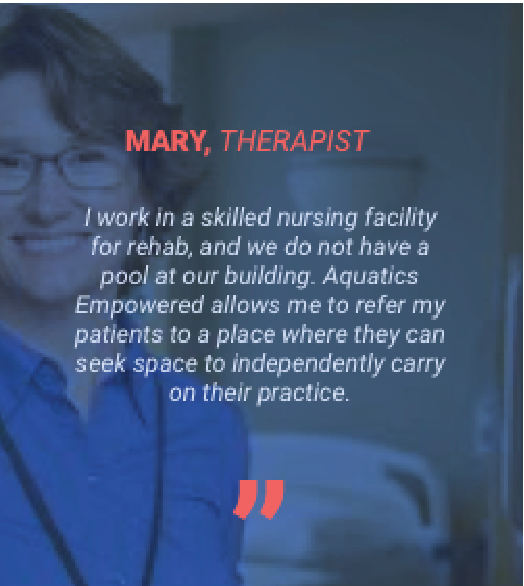 MARY, THERAPIST
I work in a skilled nursing facility
for rehab, and we do not have a
pool at our building. Aquatics
Empowered allows me to refer my
patients to a place where they can
seek space to independently carry
on their practice.
”